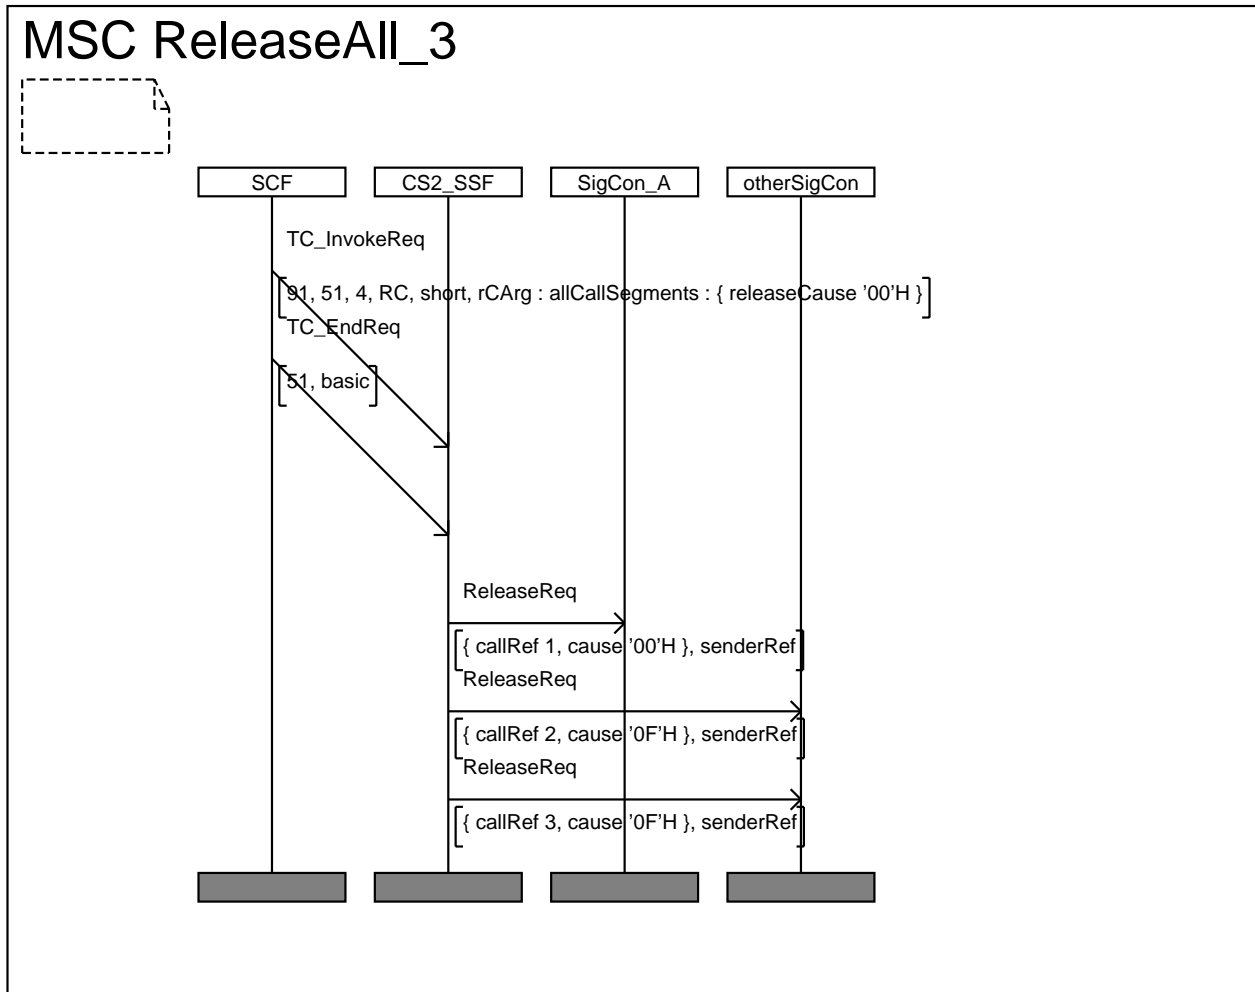 MSC ReleaseAll_3
SCF CS2_SSF SigCon_A otherSigCon
TC_InvokeReq
91, 51, 4, RC, short, rCArg : allCallSegments : { releaseCause '00'H }
TC_EndReq
51, basic
ReleaseReq
{ callRef 1, cause '00'H }, senderRef
ReleaseReq
{ callRef 2, cause '0F'H }, senderRef
ReleaseReq
{ callRef 3, cause '0F'H }, senderRef